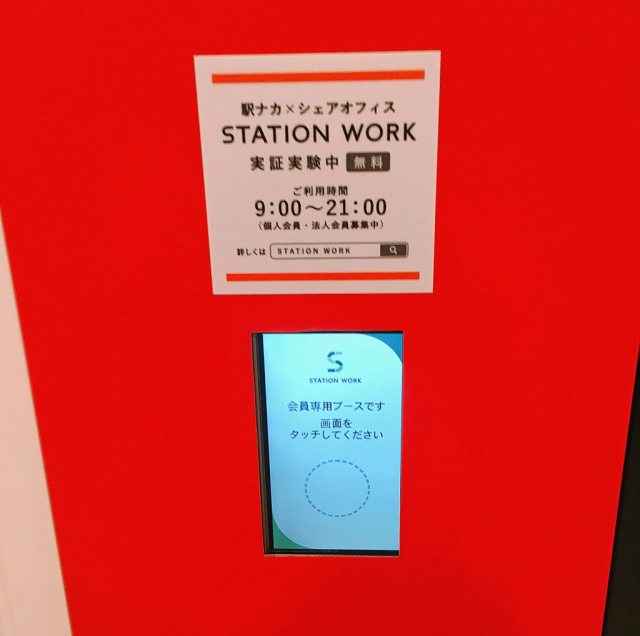 駅ナカ×シェアオフィス
STATION WORK
実証実験中 無料
ご利用時間
9:00〜21:00
(個人会員・法人会員募集中)
詳しくは STATION WORK
S
STATION WORK
会員専用ブースです
画面を
タッチしてください